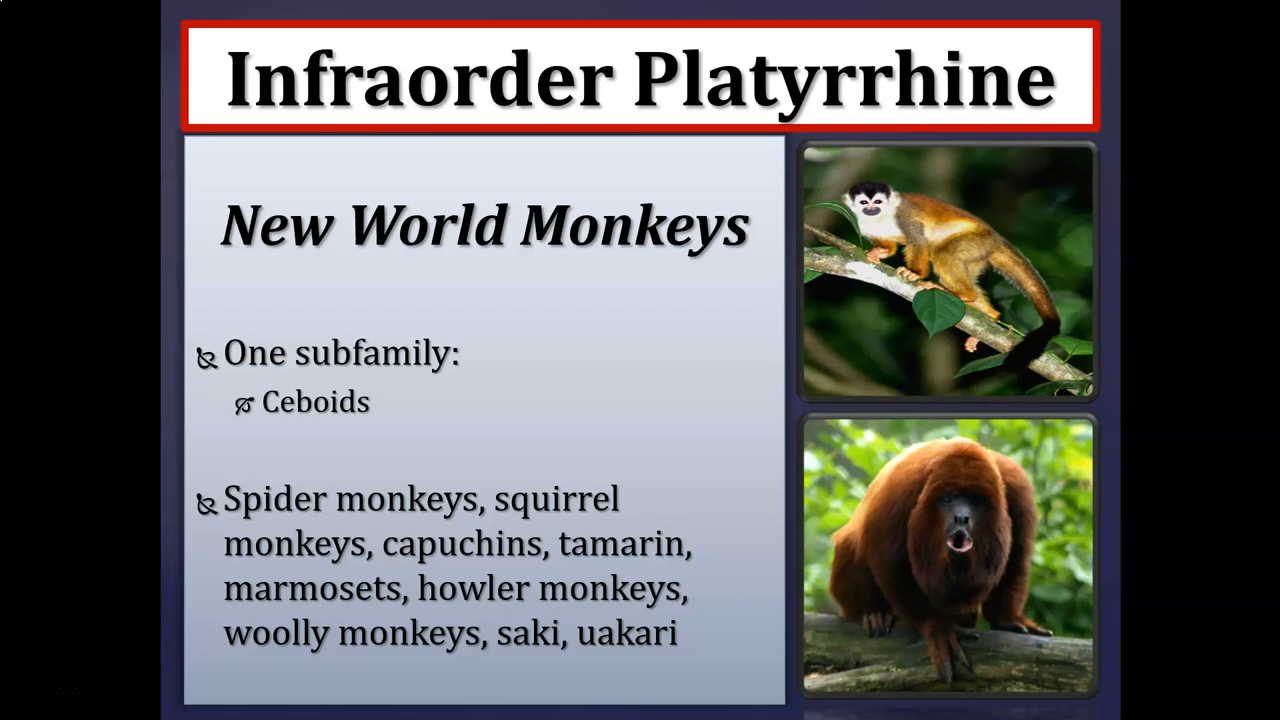 Infraorder Platyrrhine
New World Monkeys
One subfamily:
Ceboids
Spider monkeys, squirrel
monkeys, capuchins, tamarin,
marmosets, howler monkeys,
woolly monkeys, saki, uakari